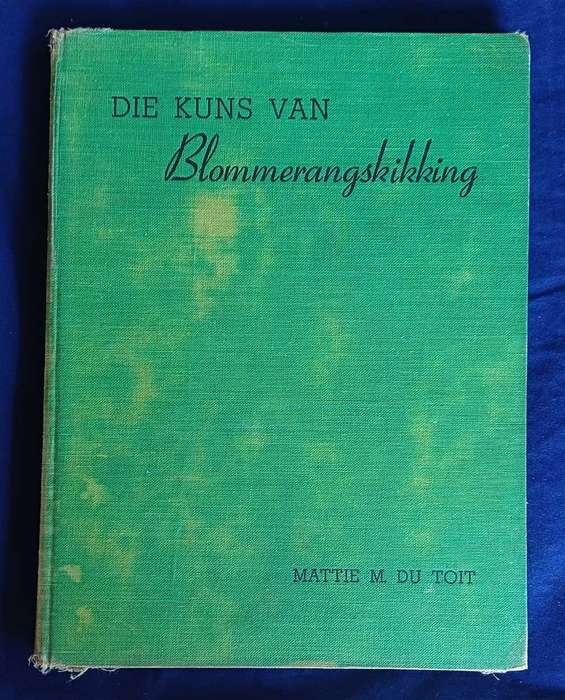 DIE KUNS VAN
Blommerangskikking
MATTIE M. DU TOIT